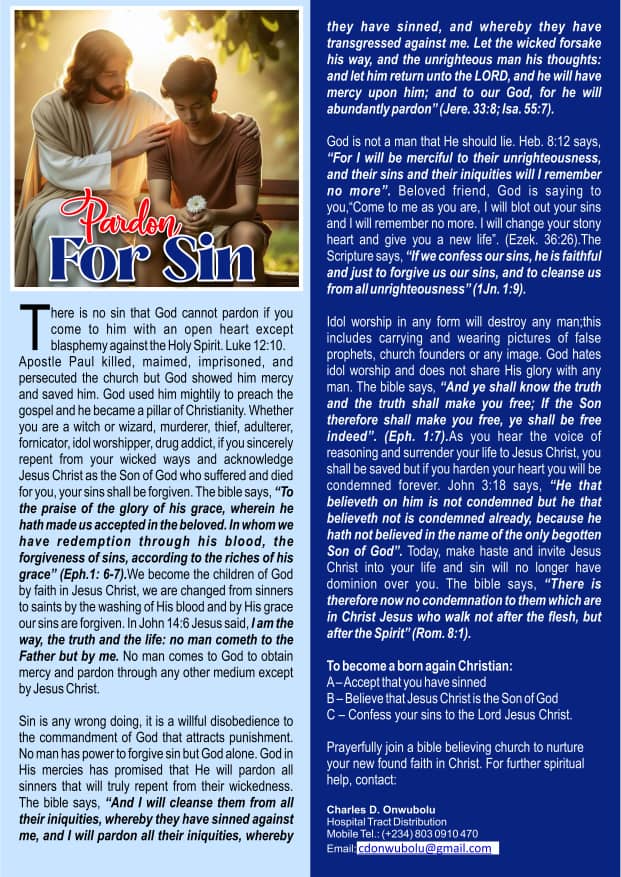 Pardon
For Sin
There is no sin that God cannot pardon if you
come to him with an open heart except
blasphemy against the Holy Spirit. Luke 12:10.
Apostle Paul killed, maimed, imprisoned, and
persecuted the church but God showed him mercy
and saved him. God used him mightily to preach the
gospel and he became a pillar of Christianity. Whether
you are a witch or wizard, murderer, thief, adulterer,
fornicator, idol worshipper, drug addict, if you sincerely
repent from your wicked ways and acknowledge
Jesus Christ as the Son of God who suffered and died
for you, your sins shall be forgiven. The bible says, “To
the praise of the glory of his grace, wherein he
hath made us accepted in the beloved. In whom we
have redemption through his blood, the
forgiveness of sins, according to the riches of his
grace” (Eph.1: 6-7).We become the children of God
by faith in Jesus Christ, we are changed from sinners
to saints by the washing of His blood and by His grace
our sins are forgiven. In John 14:6 Jesus said, I am the
way, the truth and the life: no man cometh to the
Father but by me. No man comes to God to obtain
mercy and pardon through any other medium except
by Jesus Christ.
Sin is any wrong doing, it is a willful disobedience to
the commandment of God that attracts punishment.
No man has power to forgive sin but God alone. God in
His mercies has promised that He will pardon all
sinners that will truly repent from their wickedness.
The bible says, “And I will cleanse them from all
their iniquities, whereby they have sinned against
me, and I will pardon all their iniquities, whereby
they have sinned, and whereby they have
transgressed against me. Let the wicked forsake
his way, and the unrighteous man his thoughts:
and let him return unto the LORD, and he will have
mercy upon him; and to our God, for he will
abundantly pardon” (Jere. 33:8; Isa. 55:7).
God is not a man that He should lie. Heb. 8:12 says,
“For I will be merciful to their unrighteousness,
and their sins and their iniquities will I remember
no more”. Beloved friend, God is saying to
you,“Come to me as you are, I will blot out your sins
and I will remember no more. I will change your stony
heart and give you a new life”. (Ezek. 36:26).The
Scripture says, “If we confess our sins, he is faithful
and just to forgive us our sins, and to cleanse us
from all unrighteousness” (1Jn. 1:9).
Idol worship in any form will destroy any man;this
includes carrying and wearing pictures of false
prophets, church founders or any image. God hates
idol worship and does not share His glory with any
man. The bible says, “And ye shall know the truth
and the truth shall make you free; If the Son
therefore shall make you free, ye shall be free
indeed”. (Eph. 1:7).As you hear the voice of
reasoning and surrender your life to Jesus Christ, you
shall be saved but if you harden your heart you will be
condemned forever. John 3:18 says, “He that
believeth on him is not condemned but he that
believeth not is condemned already, because he
hath not believed in the name of the only begotten
Son of God”. Today, make haste and invite Jesus
Christ into your life and sin will no longer have
dominion over you. The bible says, “There is
therefore now no condemnation to them which are
in Christ Jesus who walk not after the flesh, but
after the Spirit” (Rom. 8:1).
To become a born again Christian:
A – Accept that you have sinned
B – Believe that Jesus Christ is the Son of God
C – Confess your sins to the Lord Jesus Christ.
Prayerfully join a bible believing church to nurture
your new found faith in Christ. For further spiritual
help, contact:
Charles D. Onwubolu
Hospital Tract Distribution
Mobile Tel.: (+234) 803 0910 470
Email: cdonwubolu@gmail.com